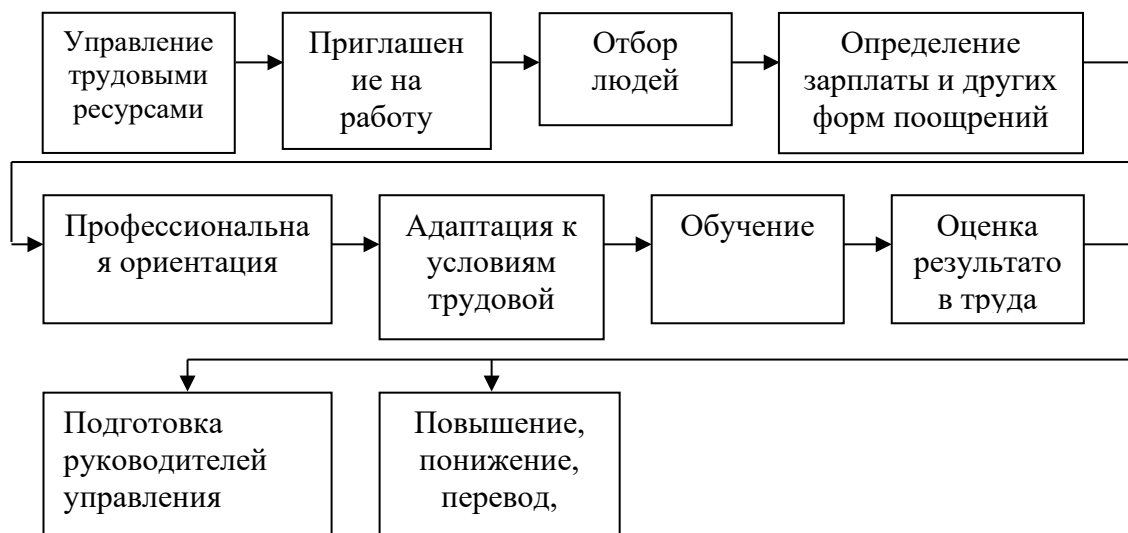 Управление
трудовыми
ресурсами
Приглашен
ие на
работу
Отбор
людей
Определение
зарплаты и других
форм поощрений
Профессиональна
я ориентация
Адаптация к
условиям
трудовой
Обучение
Оценка
результато
в труда
Подготовка
руководителей
управления
Повышение,
понижение,
перевод,